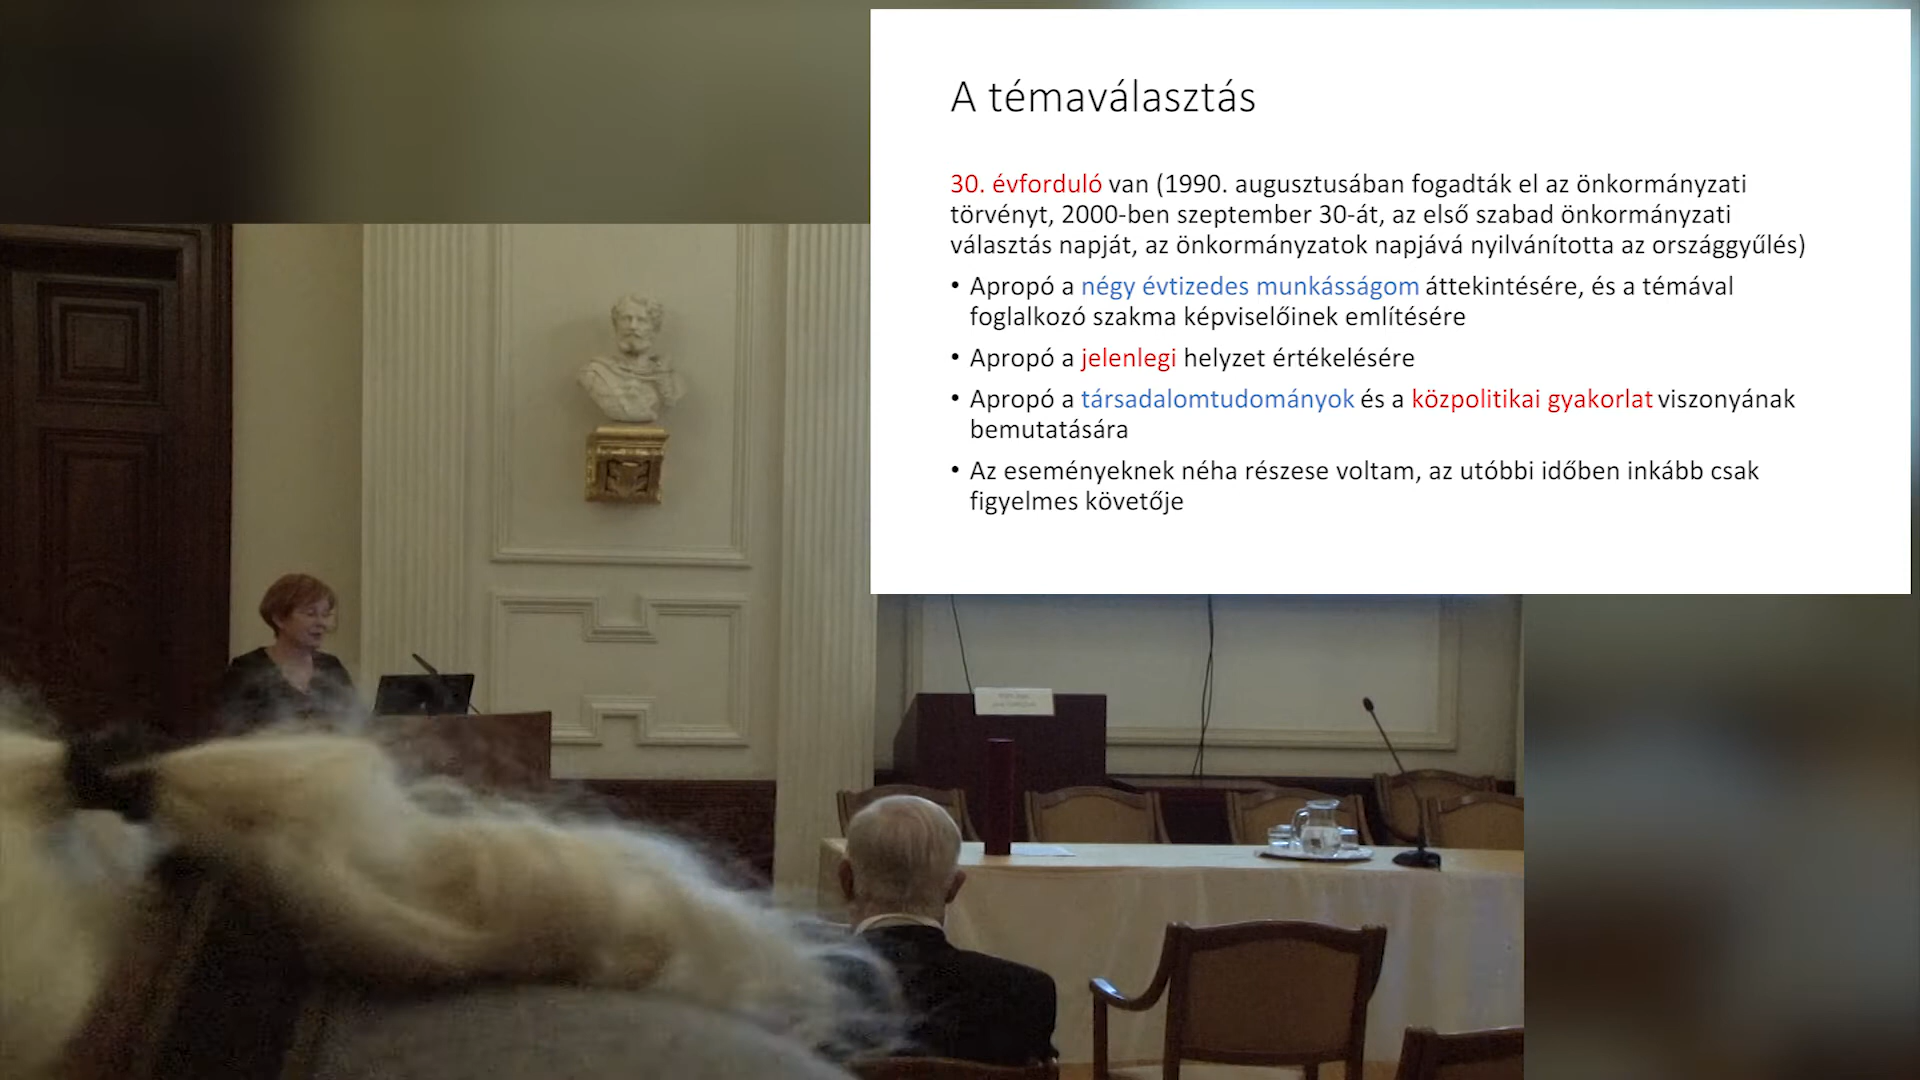 A témaválasztás
30. évforduló van (1990. augusztusában fogadták el az önkormányzati
törvényt, 2000-ben szeptember 30-át, az első szabad önkormányzati
választás napját, az önkormányzatok napjává nyilvánította az országgyűlés)
• Apropó a négy évtizedes munkásságom áttekintésére, és a témával
foglalkozó szakma képviselőinek említésére
• Apropó a jelenlegi helyzet értékelésére
• Apropó a társadalomtudományok és a közpolitikai gyakorlat viszonyának
bemutatására
• Az eseményeknek néha részese voltam, az utóbbi időben inkább csak
figyelmes követője